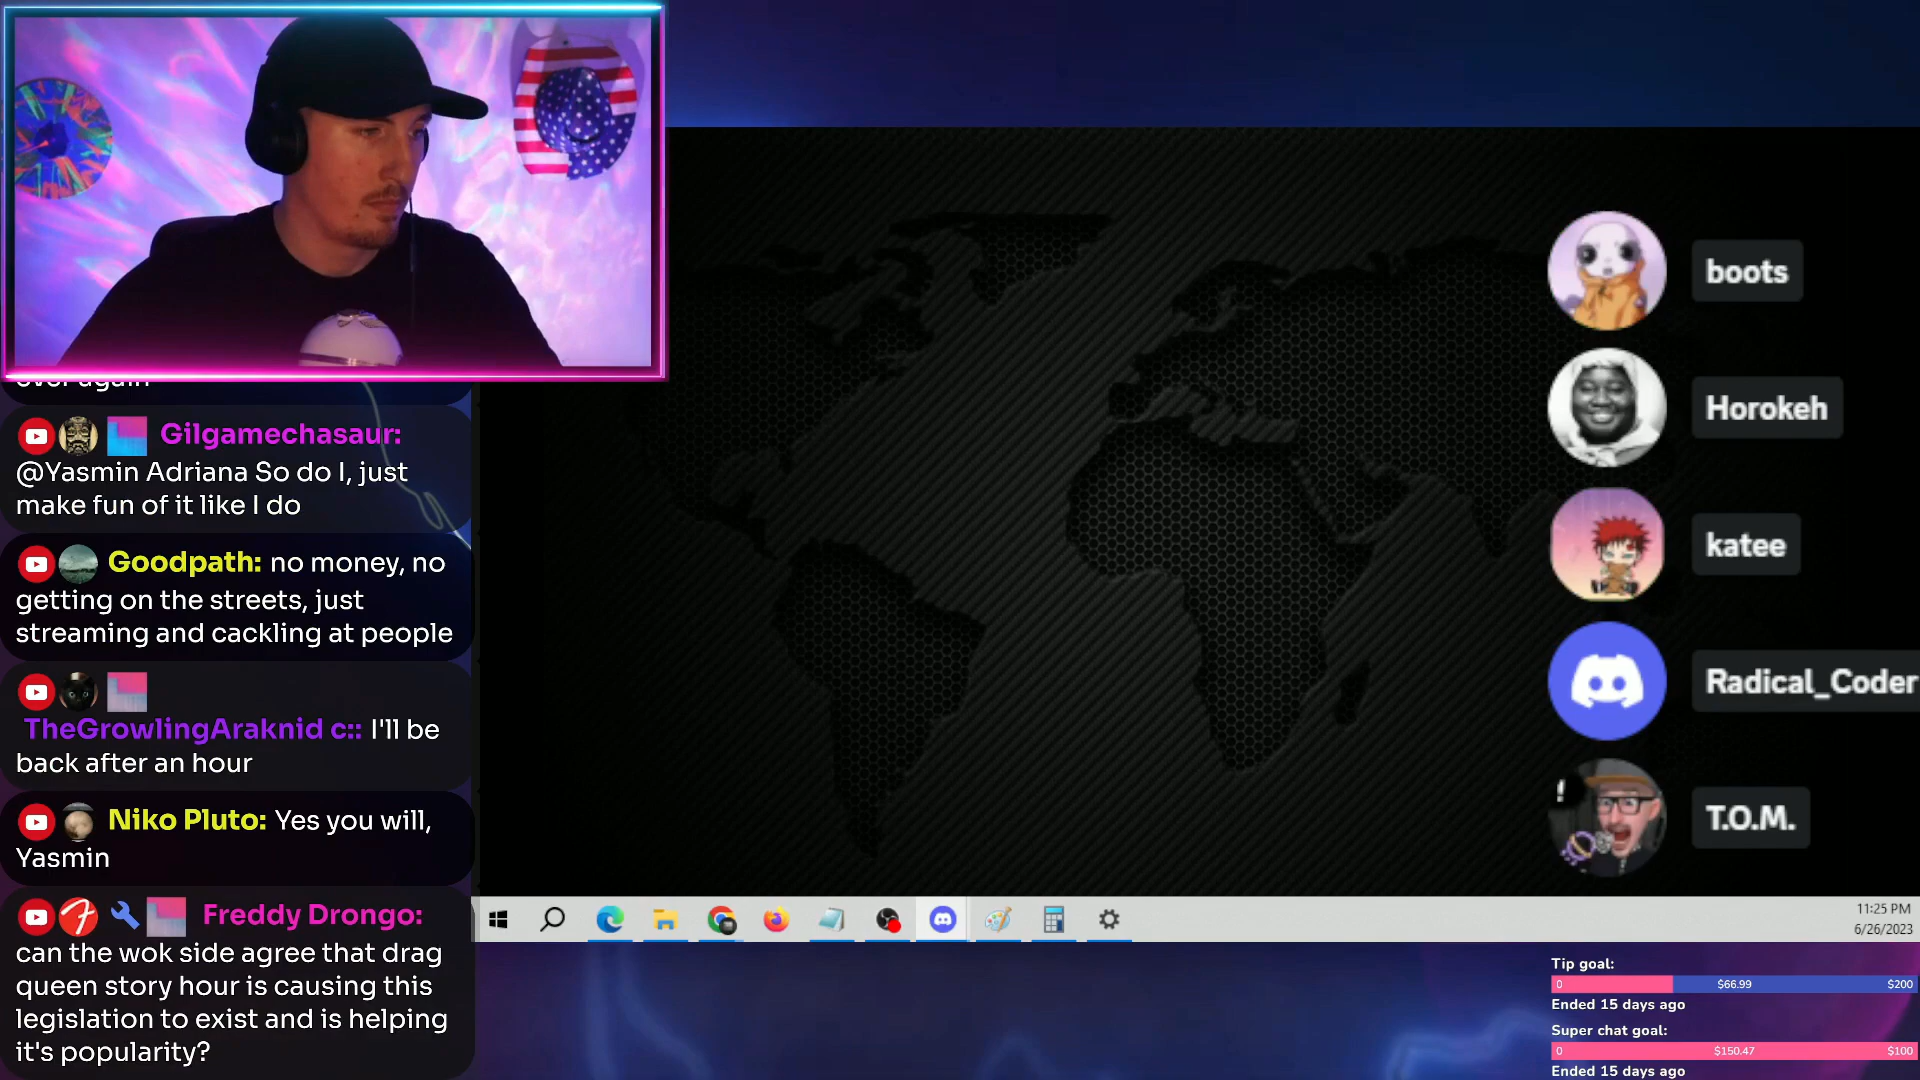 Gilgamechasaur:
@Yasmin Adriana So do I, just
make fun of it like I do
Goodpath: no money, no
getting on the streets, just
streaming and cackling at people
TheGrowlingAraknid c:: I'll be
back after an hour
Niko Pluto: Yes you will,
Yasmin
Freddy Drongo:
can the wok side agree that drag
queen story hour is causing this
legislation to exist and is helping
it's popularity?
boots
Horokeh
katee
Radical_Coder
T.O.M.
11:25 PM
6/26/2023
Tip goal:
0 $66.99 $200
Ended 15 days ago
Super chat goal:
0 $150.47 $100
Ended 15 days ago